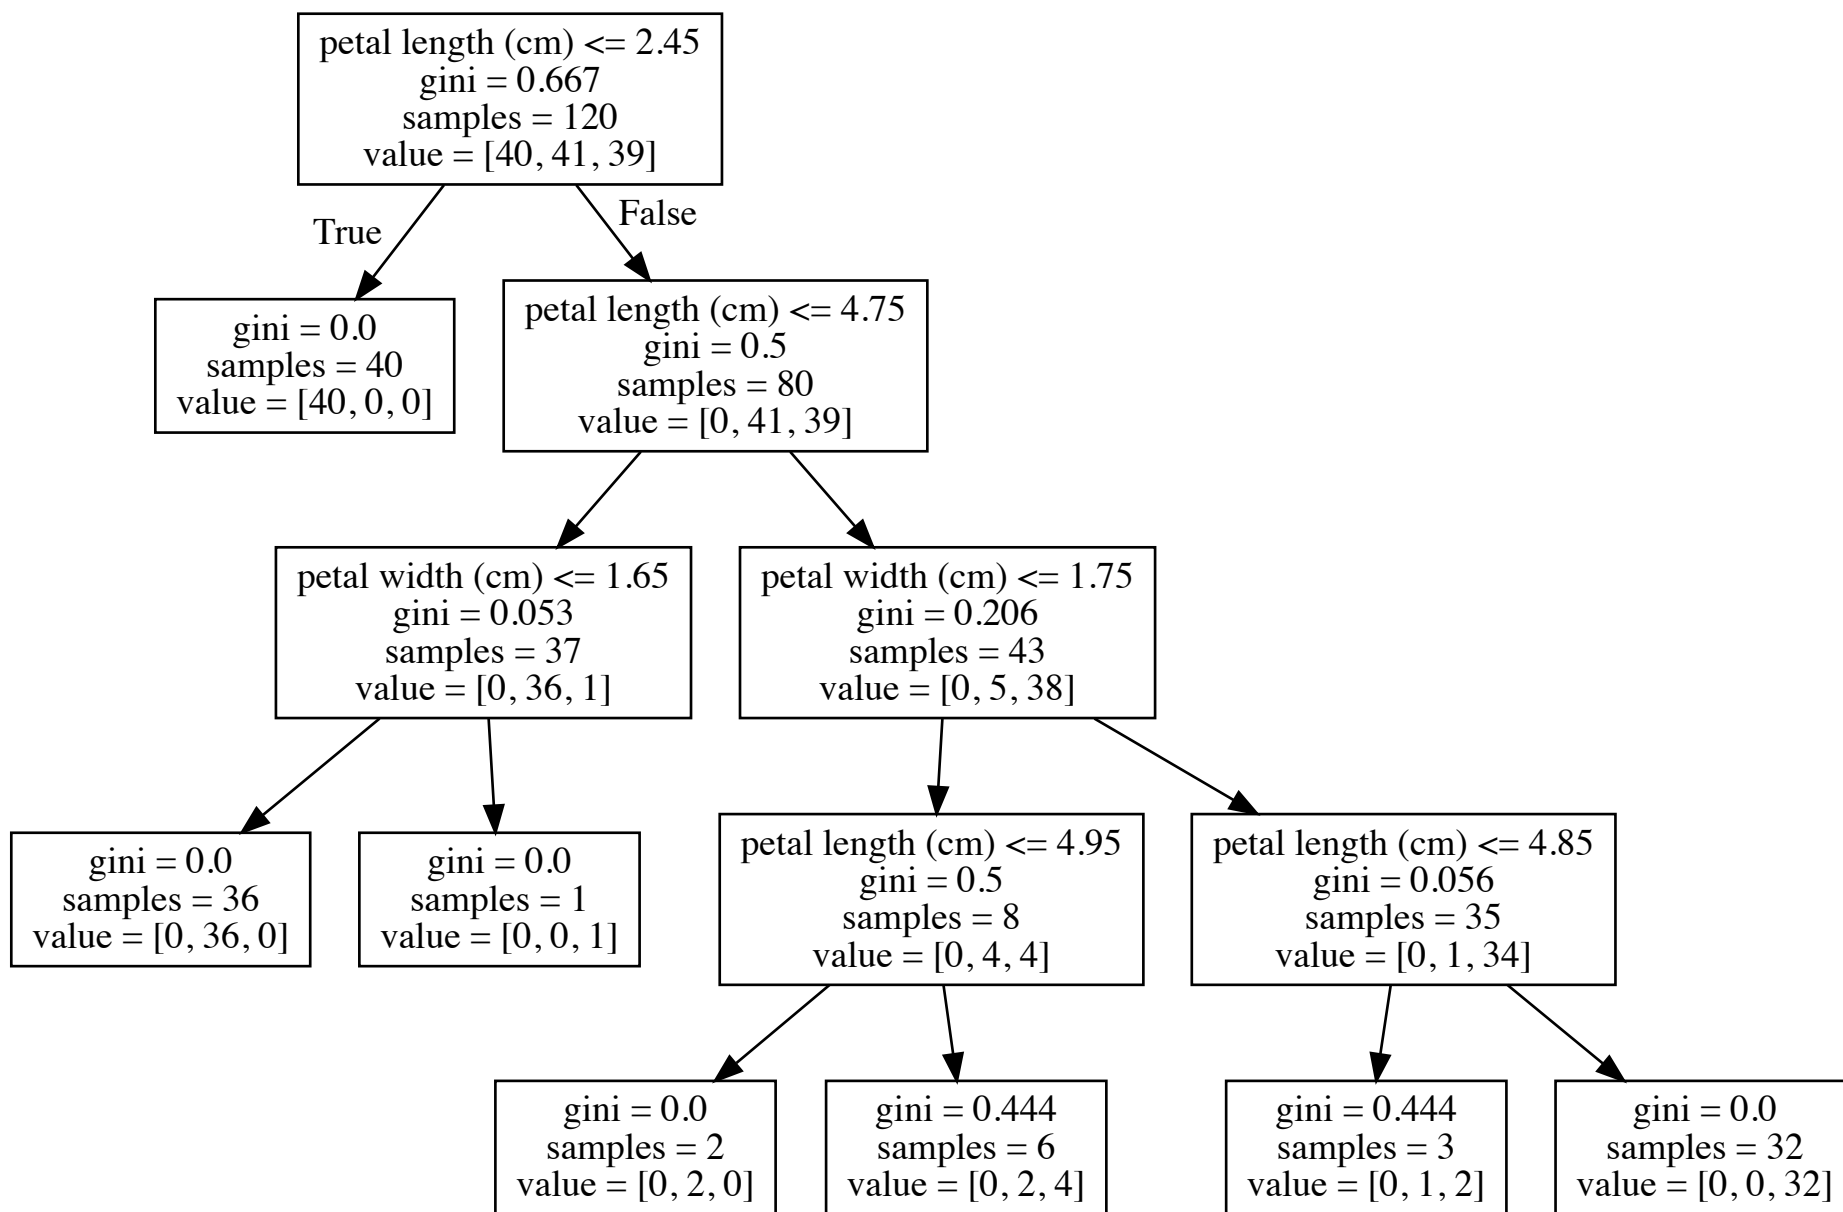 petal length (cm) <= 2.45
gini = 0.667
samples = 120
value = [40, 41, 39]
True
False
gini = 0.0
samples = 40
value = [40, 0, 0]
petal length (cm) <= 4.75
gini = 0.5
samples = 80
value = [0, 41, 39]
petal width (cm) <= 1.65
gini = 0.053
samples = 37
value = [0, 36, 1]
petal width (cm) <= 1.75
gini = 0.206
samples = 43
value = [0, 5, 38]
gini = 0.0
samples = 36
value = [0, 36, 0]
gini = 0.0
samples = 1
value = [0, 0, 1]
petal length (cm) <= 4.95
gini = 0.5
samples = 8
value = [0, 4, 4]
petal length (cm) <= 4.85
gini = 0.056
samples = 35
value = [0, 1, 34]
gini = 0.0
samples = 2
value = [0, 2, 0]
gini = 0.444
samples = 6
value = [0, 2, 4]
gini = 0.444
samples = 3
value = [0, 1, 2]
gini = 0.0
samples = 32
value = [0, 0, 32]